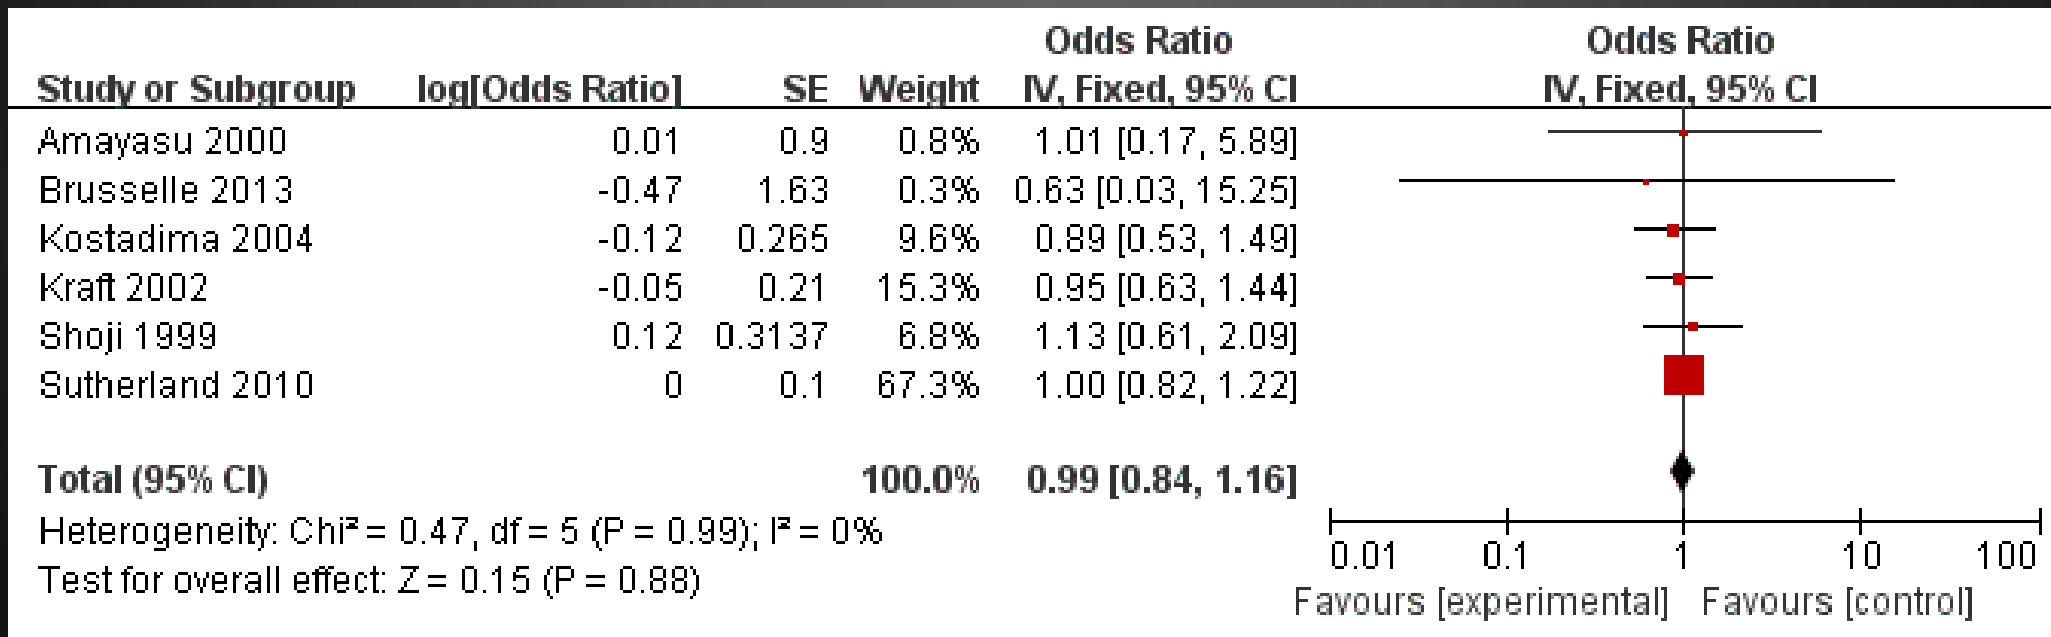 Odds Ratio Odds Ratio
Study or Subgroup log[Odds Ratio] SE Weight IV, Fixed, 95% CI IV, Fixed, 95% CI
Amayasu 2000 0.01 0.9 0.8% 1.01 [0.17, 5.89]
Brusselle 2013 -0.47 1.63 0.3% 0.63 [0.03, 15.25]
Kostadima 2004 -0.12 0.265 9.6% 0.89 [0.53, 1.49]
Kraft 2002 -0.05 0.21 15.3% 0.95 [0.63, 1.44]
Shoji 1999 0.12 0.3137 6.8% 1.13 [0.61, 2.09]
Sutherland 2010 0 0.1 67.3% 1.00 [0.82, 1.22]
Total (95% CI) 100.0% 0.99 [0.84, 1.16]
Heterogeneity: Chi² = 0.47, df = 5 (P = 0.99); I² = 0%
Test for overall effect: Z = 0.15 (P = 0.88)
0.01 0.1 1 10 100
Favours [experimental] Favours [control]